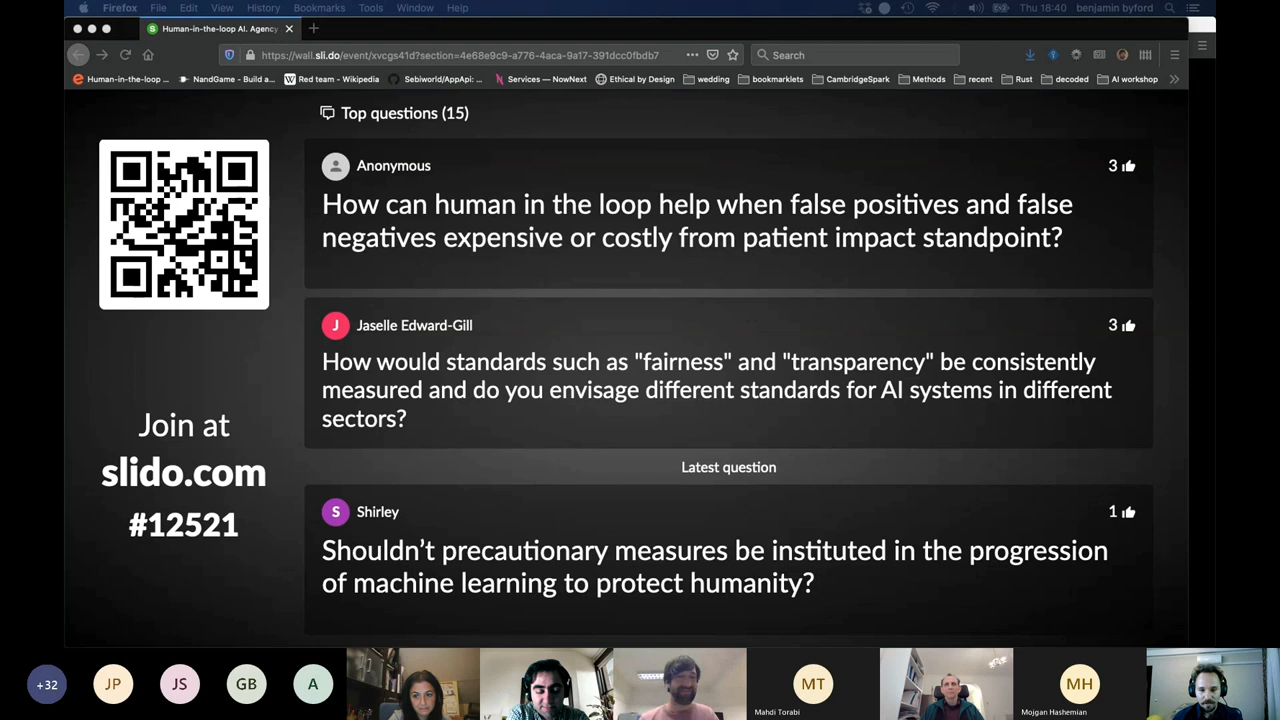 Firefox File Edit View History Bookmarks Tools Window Help Thu 18:40 benjamin byford
Human-in-the-loop AI. Agency
https://wall.sli.do/event/xvcgs41d?section=4e68e9c9-a776-4aca-9a17-391dcc0fbdb7 Search
Human-in-the-loop ... NandGame - Build a... Red team - Wikipedia Sebiworld/AppApi: ... Services — NowNext Ethical by Design wedding bookmarklets CambridgeSpark Methods recent Rust decoded AI workshop
Top questions (15)
Anonymous 3
How can human in the loop help when false positives and false
negatives expensive or costly from patient impact standpoint?
J Jaselle Edward-Gill 3
How would standards such as "fairness" and "transparency" be consistently
measured and do you envisage different standards for AI systems in different
sectors?
Join at
slido.com
#12521
Latest question
S Shirley 1
Shouldn't precautionary measures be instituted in the progression
of machine learning to protect humanity?
+32 JP JS GB A MT MH
Mahdi Torabi Mojgan Hashemian